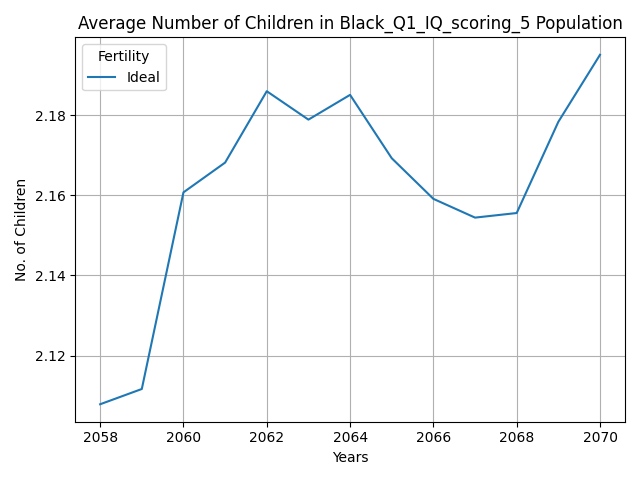 Average Number of Children in Black_Q1_IQ_scoring_5 Population
Fertility
Ideal
No. of Children
2.18
2.16
2.14
2.12
2058 2060 2062 2064 2066 2068 2070
Years